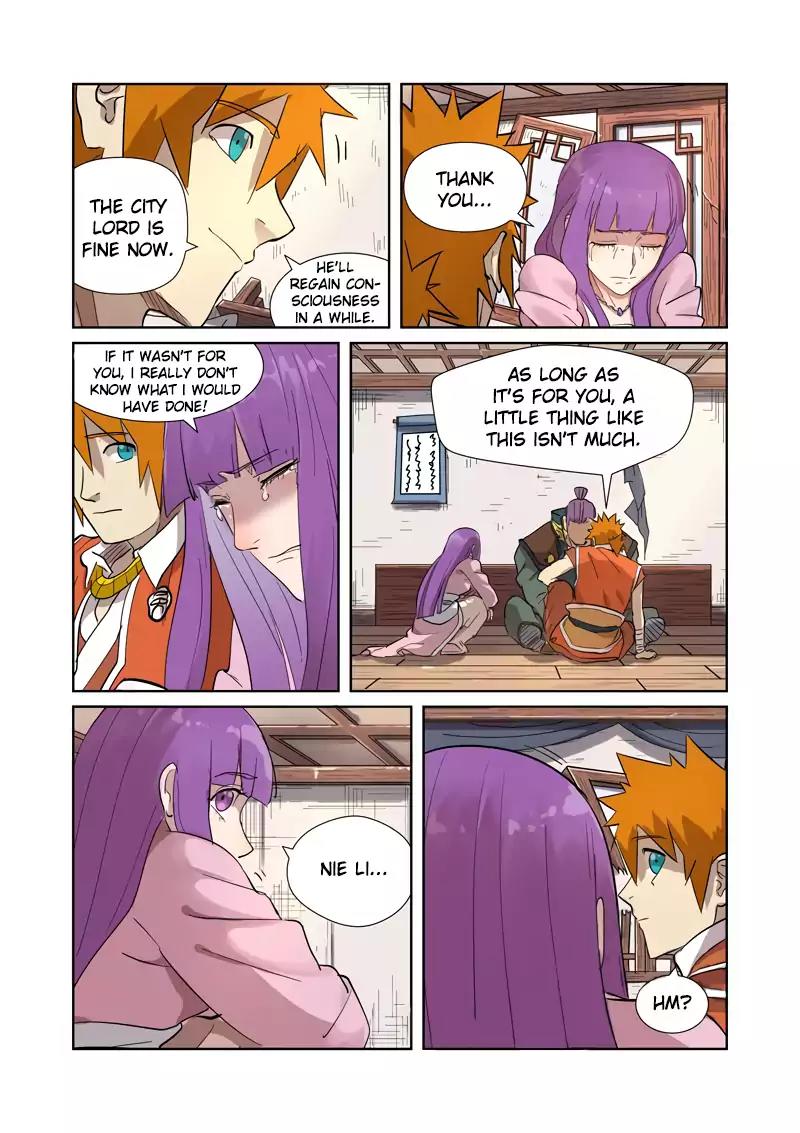 THE CITY
LORD IS
FINE NOW.
HE'LL
REGAIN CON-
SCIOUSNESS
IN A WHILE.
THANK
YOU...
IF IT WASN'T FOR
YOU, I REALLY DON'T
KNOW WHAT I WOULD
HAVE DONE!
AS LONG AS
IT'S FOR YOU, A
LITTLE THING LIKE
THIS ISN'T MUCH.
NIE LI...
HM?